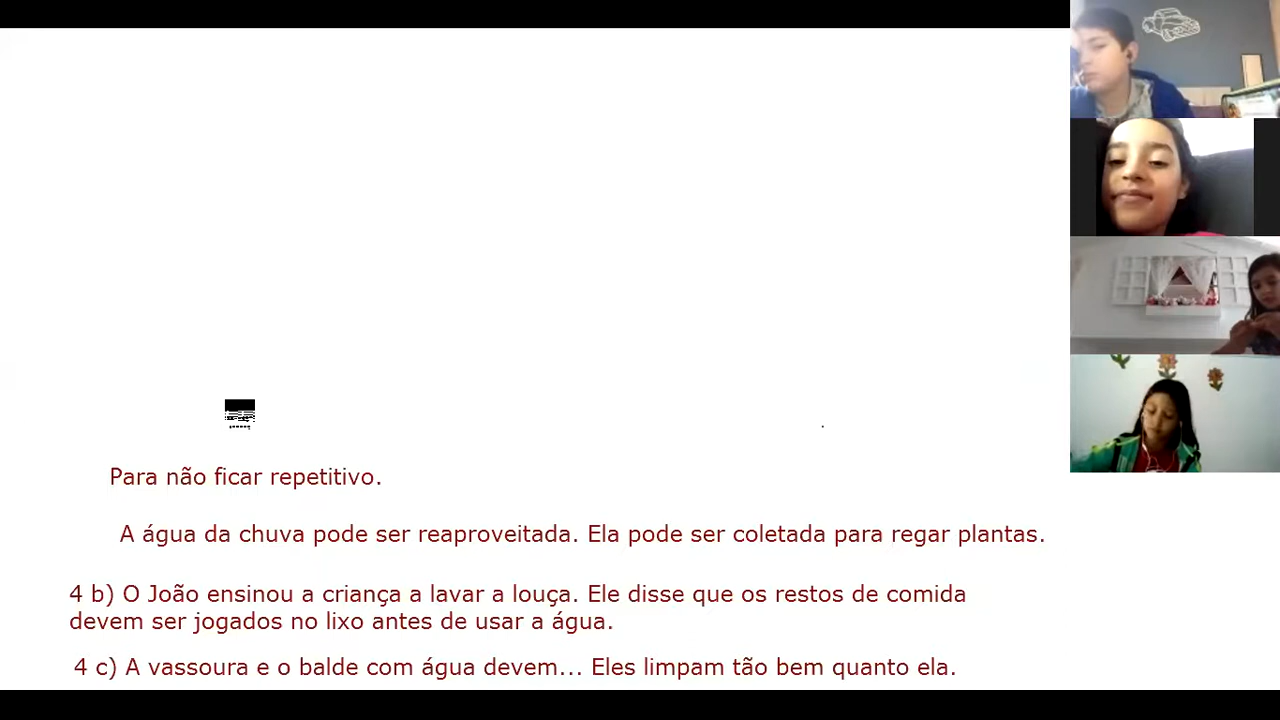 Para não ficar repetitivo.
A água da chuva pode ser reaproveitada. Ela pode ser coletada para regar plantas.
4 b) O João ensinou a criança a lavar a louça. Ele disse que os restos de comida
devem ser jogados no lixo antes de usar a água.
4 c) A vassoura e o balde com água devem... Eles limpam tão bem quanto ela.